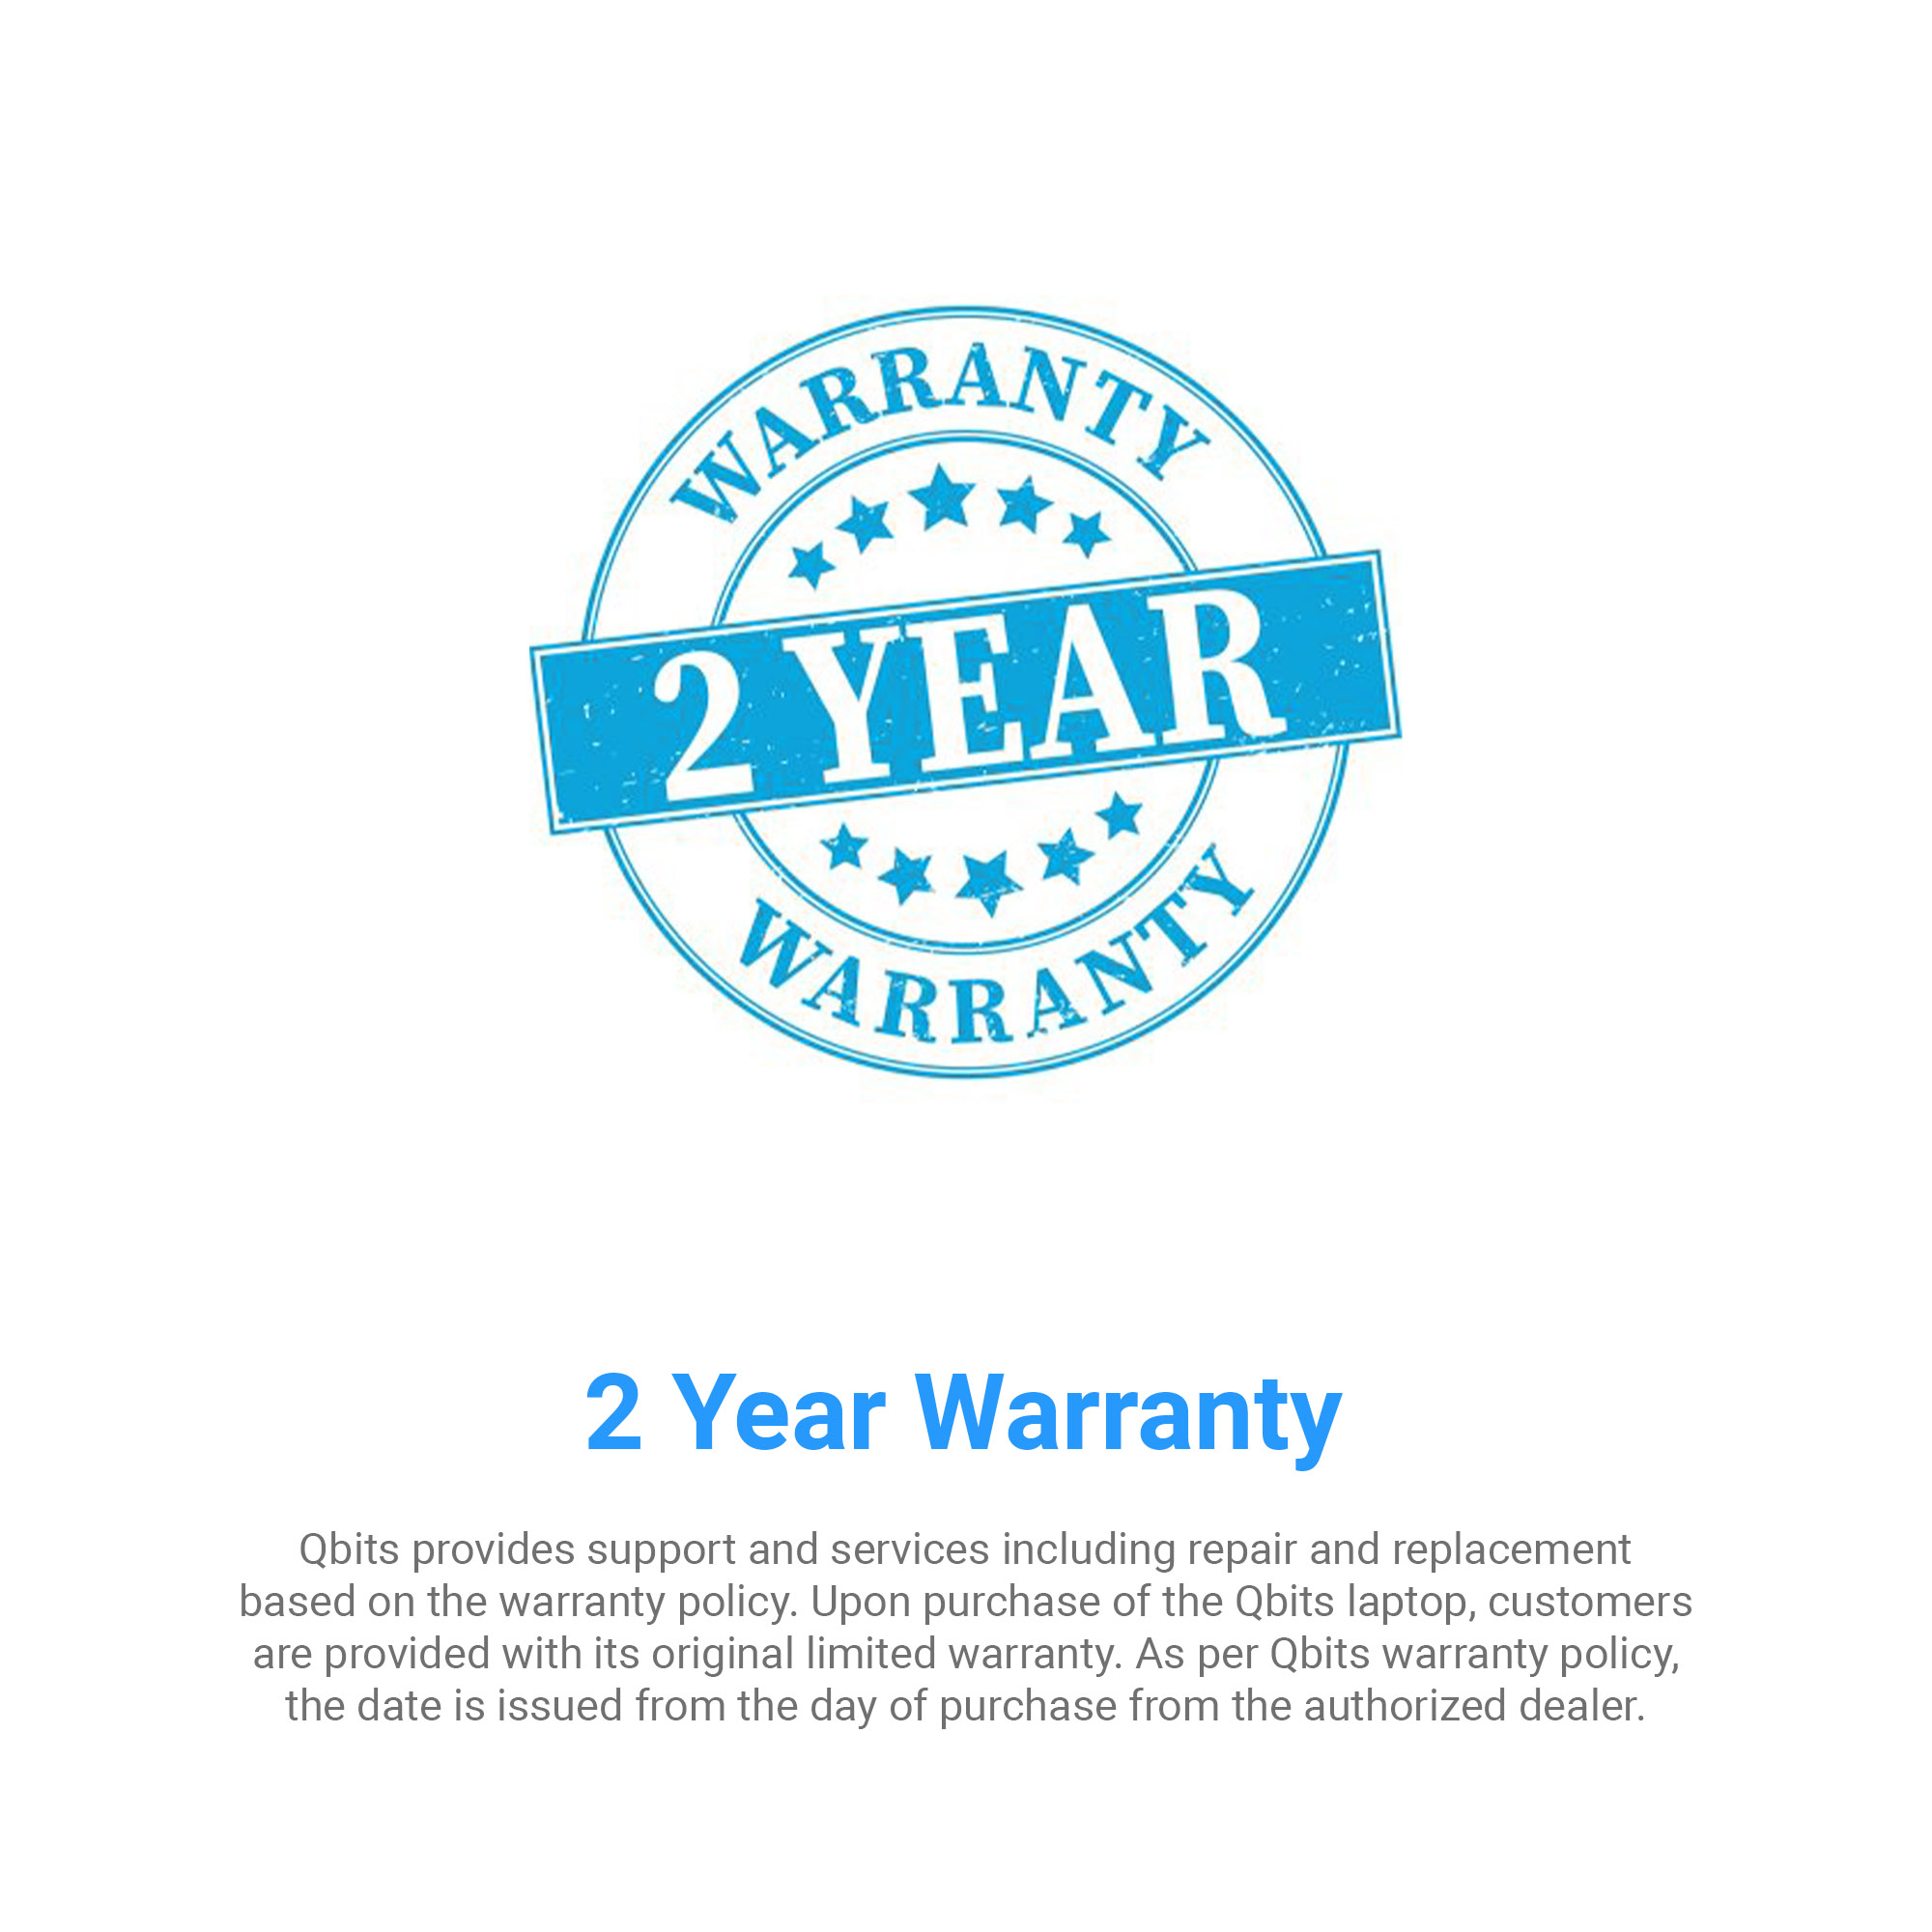 WARRANTY
2 YEAR
WARRANTY
2 Year Warranty
Qbits provides support and services including repair and replacement
based on the warranty policy. Upon purchase of the Qbits laptop, customers
are provided with its original limited warranty. As per Qbits warranty policy,
the date is issued from the day of purchase from the authorized dealer.